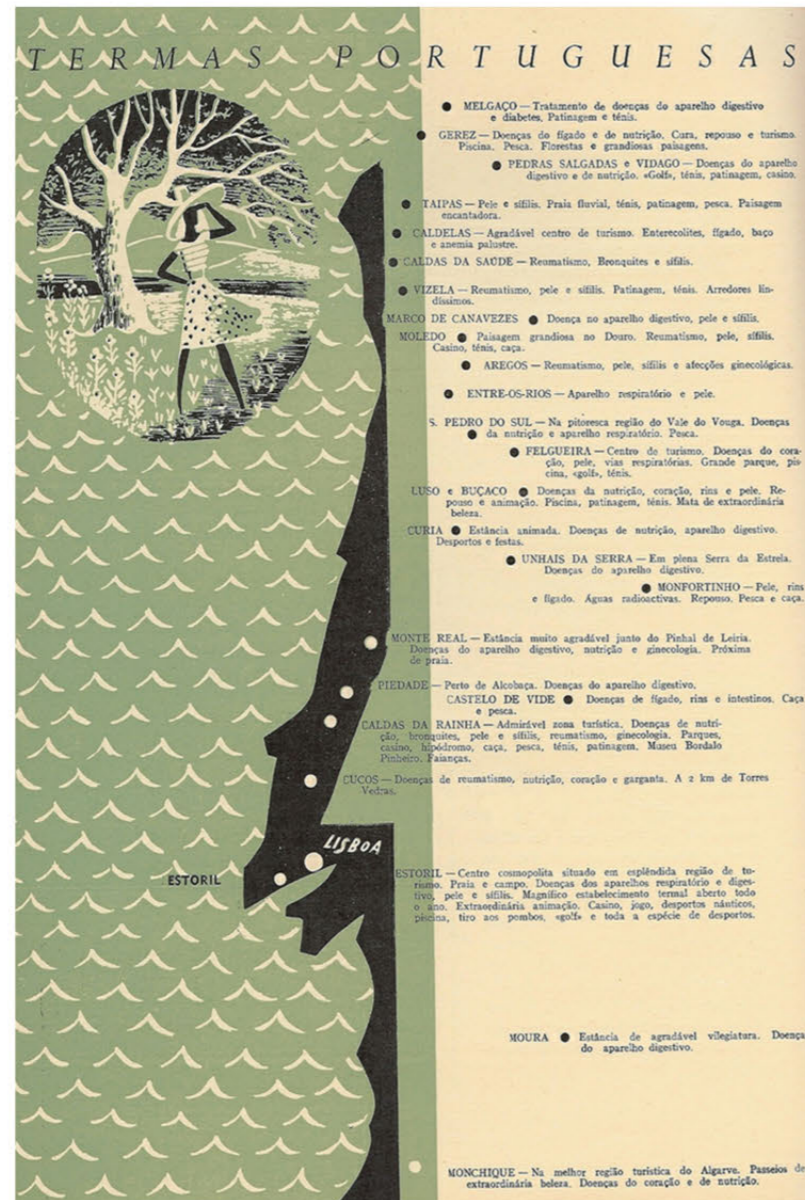 TERMAS PORTUGUESAS
● MELGAÇO — Tratamento de doenças do aparelho digestivo
e diabetes. Patinagem e ténis.
● GEREZ — Doenças do fígado e de nutrição. Cura, repouso e turismo.
Piscina. Pesca. Florestas e grandiosas paisagens.
● PEDRAS SALGADAS e VIDAGO — Doenças do aparelho
digestivo e de nutrição. «Golf», ténis, patinagem, casino.
● TAIPAS — Pele e sífilis. Praia fluvial, ténis, patinagem, pesca. Paisagem
encantadora.
● CALDELAS — Agradável centro de turismo. Enterecolites, fígado, baço
e anemia palustre.
● CALDAS DA SAÚDE — Reumatismo, Bronquites e sífilis.
● VIZELA — Reumatismo, pele e sífilis. Patinagem, ténis. Arredores lin-
díssimos.
MARCO DE CANAVEZES ● Doença no aparelho digestivo, pele e sífilis.
MOLEDO ● Paisagem grandiosa no Douro. Reumatismo, pele, sífilis.
Casino, ténis, caça.
● AREGOS — Reumatismo, pele, sífilis e afecções ginecológicas.
● ENTRE-OS-RIOS — Aparelho respiratório e pele.
S. PEDRO DO SUL — Na pitoresca região do Vale do Vouga. Doenças
● da nutrição e aparelho respiratório. Pesca.
● FELGUEIRA — Centro de turismo. Doenças do cora-
ção, pele, vias respiratórias. Grande parque, pis-
cina, «golf», ténis.
LUSO e BUÇACO ● Doenças da nutrição, coração, rins e pele. Re-
pouso e animação. Piscina, patinagem, ténis. Mata de extraordinária
beleza.
CURIA ● Estância animada. Doenças de nutrição, aparelho digestivo.
Desportos e festas.
● UNHAIS DA SERRA — Em plena Serra da Estrela.
Doenças do aparelho digestivo.
● MONFORTINHO — Pele, rins
e fígado. Águas radioactivas. Repouso. Pesca e caça.
MONTE REAL — Estância muito agradável junto do Pinhal de Leiria.
Doenças do aparelho digestivo, nutrição e ginecologia. Próxima
de praia.
PIEDADE — Perto de Alcobaça. Doenças do aparelho digestivo.
CASTELO DE VIDE ● Doenças de fígado, rins e intestinos. Caça
e pesca.
CALDAS DA RAINHA — Admirável zona turística. Doenças de nutri-
ção, bronquites, pele e sífilis, reumatismo, ginecologia. Parques,
casino, hipódromo, caça, pesca, ténis, patinagem. Museu Bordalo
Pinheiro. Faianças.
CUCOS — Doenças de reumatismo, nutrição, coração e garganta. A 2 km de Torres
Vedras.
LISBOA
ESTORIL
ESTORIL — Centro cosmopolita situado em esplêndida região de tu-
rismo. Praia e campo. Doenças dos aparelhos respiratório e diges-
tivo, pele e sífilis. Magnífico estabelecimento termal aberto todo
o ano. Extraordinária animação. Casino, jogo, desportos náuticos,
piscina, tiro aos pombos, «golf» e toda a espécie de desportos.
MOURA ● Estância de agradável vilegiatura. Doença
do aparelho digestivo.
MONCHIQUE — Na melhor região turística do Algarve. Passeios de
extraordinária beleza. Doenças do coração e de nutrição.